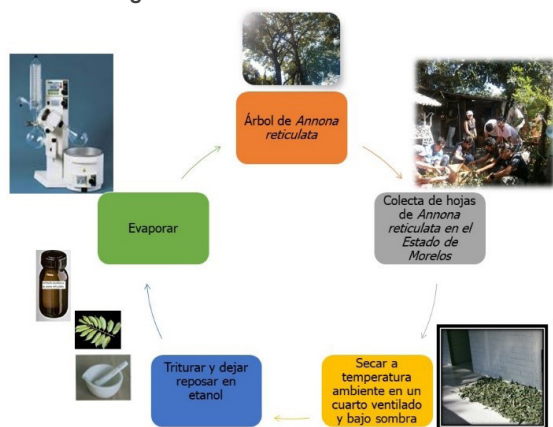 g
Árbol de Annona
reticulata
Colecta de hojas
de Annona
reticulata en el
Estado de
Morelos
Secar a
temperatura
ambiente en un
cuarto ventilado
y bajo sombra
Triturar y dejar
reposar en
etanol
Evaporar